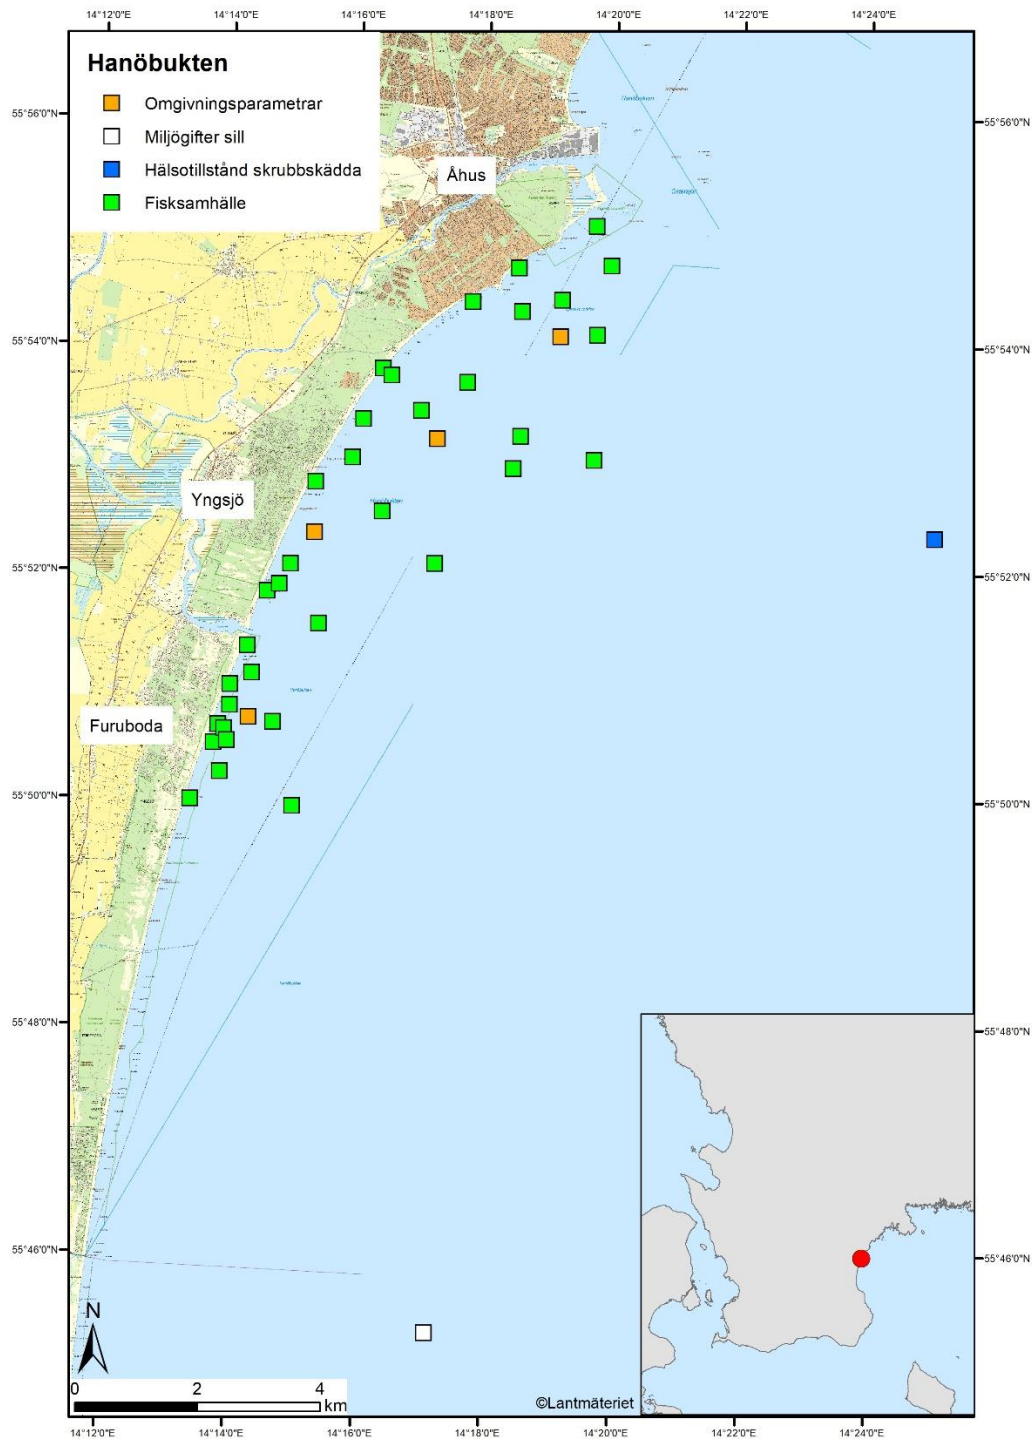 14°12'0"E 14°14'0"E 14°16'0"E 14°18'0"E 14°20'0"E 14°22'0"E 14°24'0"E
Hanöbukten
Omgivningsparametrar
Miljögifter sill
Hälsotillstånd skrubbskädda
Fisksamhälle
55°56'0"N
55°56'0"N
Åhus
55°54'0"N
55°54'0"N
Yngsjö
55°52'0"N
55°52'0"N
Furuboda
55°50'0"N
55°50'0"N
55°48'0"N
55°48'0"N
55°46'0"N
55°46'0"N
N
0 2 4
km
©Lantmäteriet
14°12'0"E 14°14'0"E 14°16'0"E 14°18'0"E 14°20'0"E 14°22'0"E 14°24'0"E